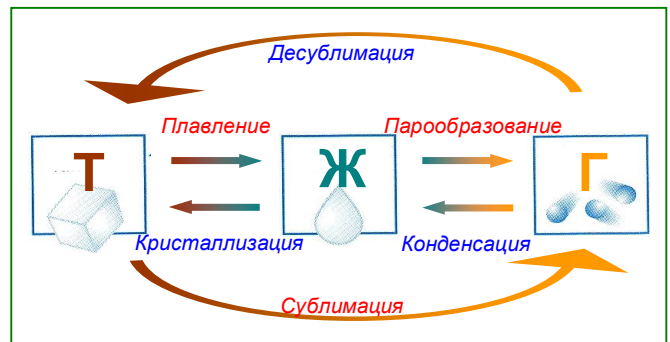 Десублимация
Плавление
Парообразование
Т
Ж
Г
Кристаллизация
Конденсация
Сублимация